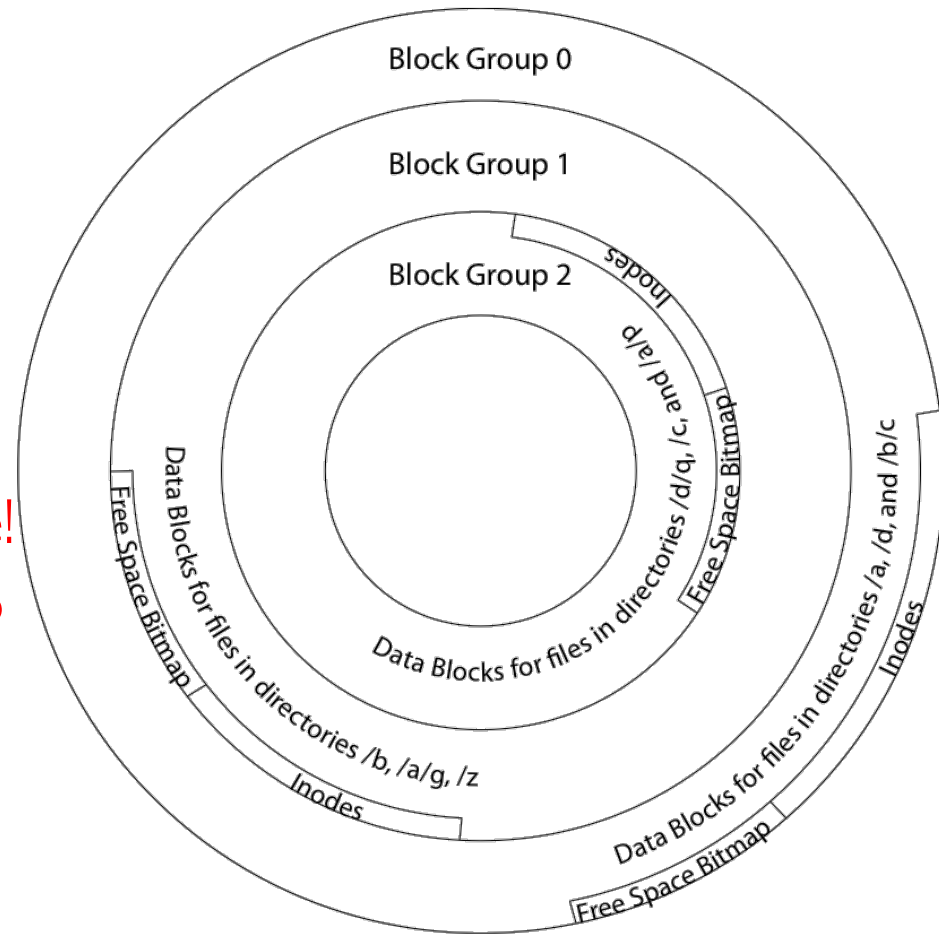 Block Group 0
Block Group 1
Block Group 2
Inodes
Data Blocks for files in directories /d/q, /c, and /a/p
Free Space Bitmap
Data Blocks for files in directories /b, /a/g, /z
Free Space Bitmap
Inodes
Data Blocks for files in directories /a, /d, and /b/c
Inodes
Free Space Bitmap